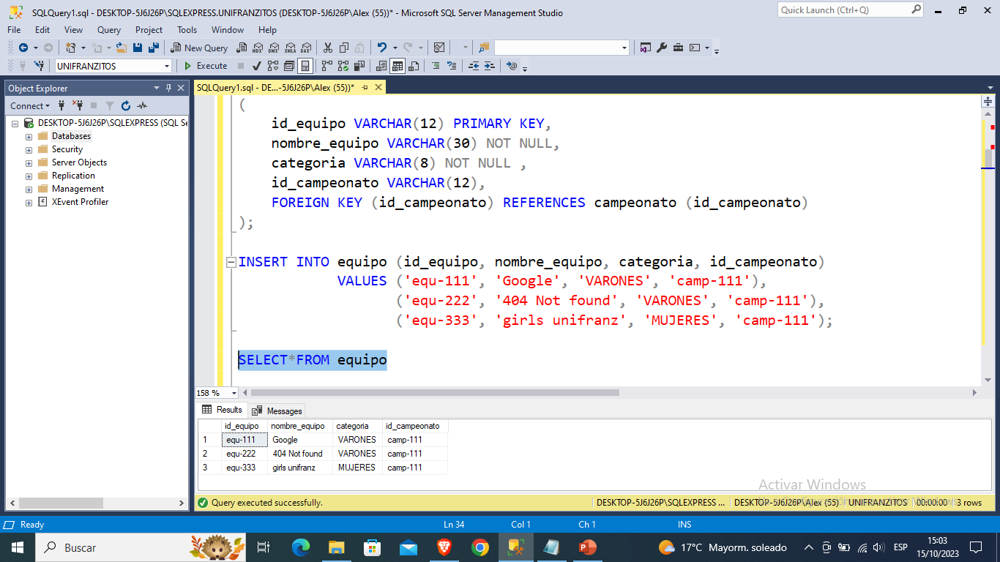 SQLQuery1.sql - DESKTOP-5J6J26P\SQLEXPRESS.UNIFRANZITOS (DESKTOP-5J6J26P\Alex (55))* - Microsoft SQL Server Management Studio
Quick Launch (Ctrl+Q)
File Edit View Query Project Tools Window Help
New Query MDX DMX XMLA DAX
UNIFRANZITOS Execute
Object Explorer
SQLQuery1.sql - DE...-5J6J26P\Alex (55))*
Connect
DESKTOP-5J6J26P\SQLEXPRESS (SQL Se
Databases
Security
Server Objects
Replication
Management
XEvent Profiler
(
id_equipo VARCHAR(12) PRIMARY KEY,
nombre_equipo VARCHAR(30) NOT NULL,
categoria VARCHAR(8) NOT NULL ,
id_campeonato VARCHAR(12),
FOREIGN KEY (id_campeonato) REFERENCES campeonato (id_campeonato)
);
INSERT INTO equipo (id_equipo, nombre_equipo, categoria, id_campeonato)
VALUES ('equ-111', 'Google', 'VARONES', 'camp-111'),
('equ-222', '404 Not found', 'VARONES', 'camp-111'),
('equ-333', 'girls unifranz', 'MUJERES', 'camp-111');
SELECT*FROM equipo
158 %
Results Messages
id_equipo nombre_equipo categoria id_campeonato
1 equ-111 Google VARONES camp-111
2 equ-222 404 Not found VARONES camp-111
3 equ-333 girls unifranz MUJERES camp-111
Activar Windows
Query executed successfully. DESKTOP-5J6J26P\SQLEXPRESS ... DESKTOP-5J6J26P\Alex (55) UNIFRANZITOS 00:00:00 3 rows
Ready Ln 34 Col 1 Ch 1 INS
Buscar
17°C Mayorm. soleado
ESP
15:03
15/10/2023